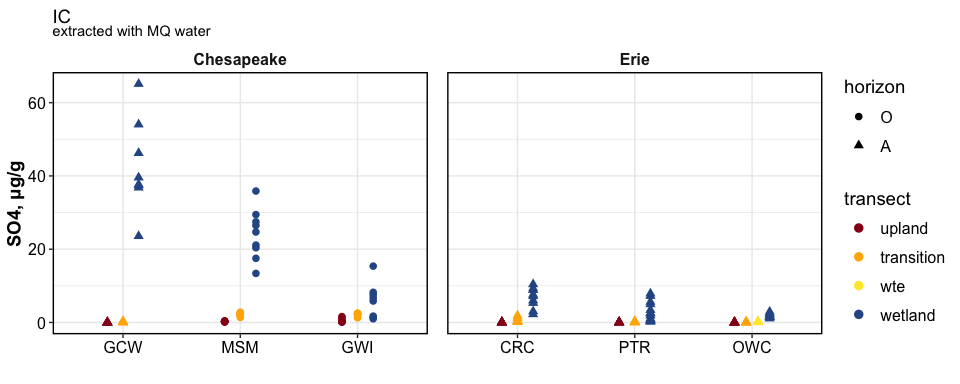 IC
extracted with MQ water
Chesapeake
Erie
SO4, µg/g
60
40
20
0
GCW
MSM
GWI
CRC
PTR
OWC
horizon
O
A
transect
upland
transition
wte
wetland